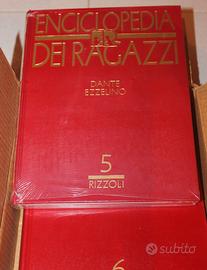 ENCICLOPEDIA
DEI RAGAZZI
DANTE
EZZELINO
5
RIZZOLI
6
subito